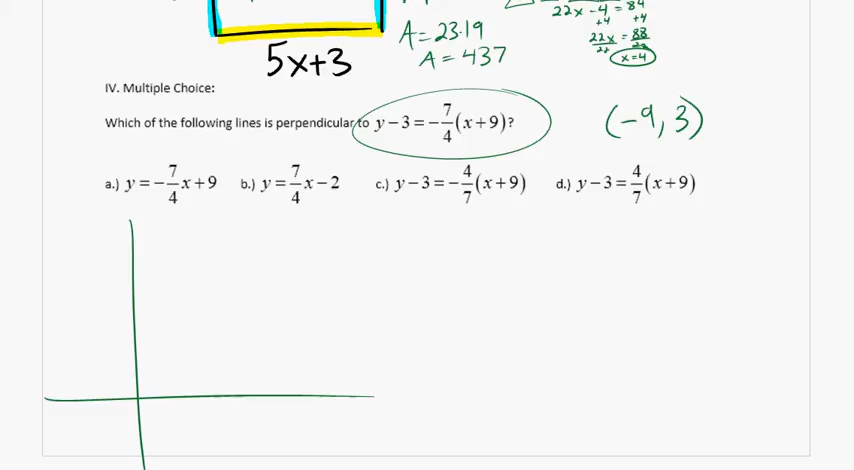 22x - 4 = 84
+4 +4
A = 23·19
22x = 88
22 22
A = 437
x = 4
5x+3
IV. Multiple Choice:
Which of the following lines is perpendicular to y − 3 = −7/4 (x + 9)?
(-9, 3)
a.) y = −7/4 x + 9 b.) y = 7/4 x − 2 c.) y − 3 = −4/7 (x + 9) d.) y − 3 = 4/7 (x + 9)